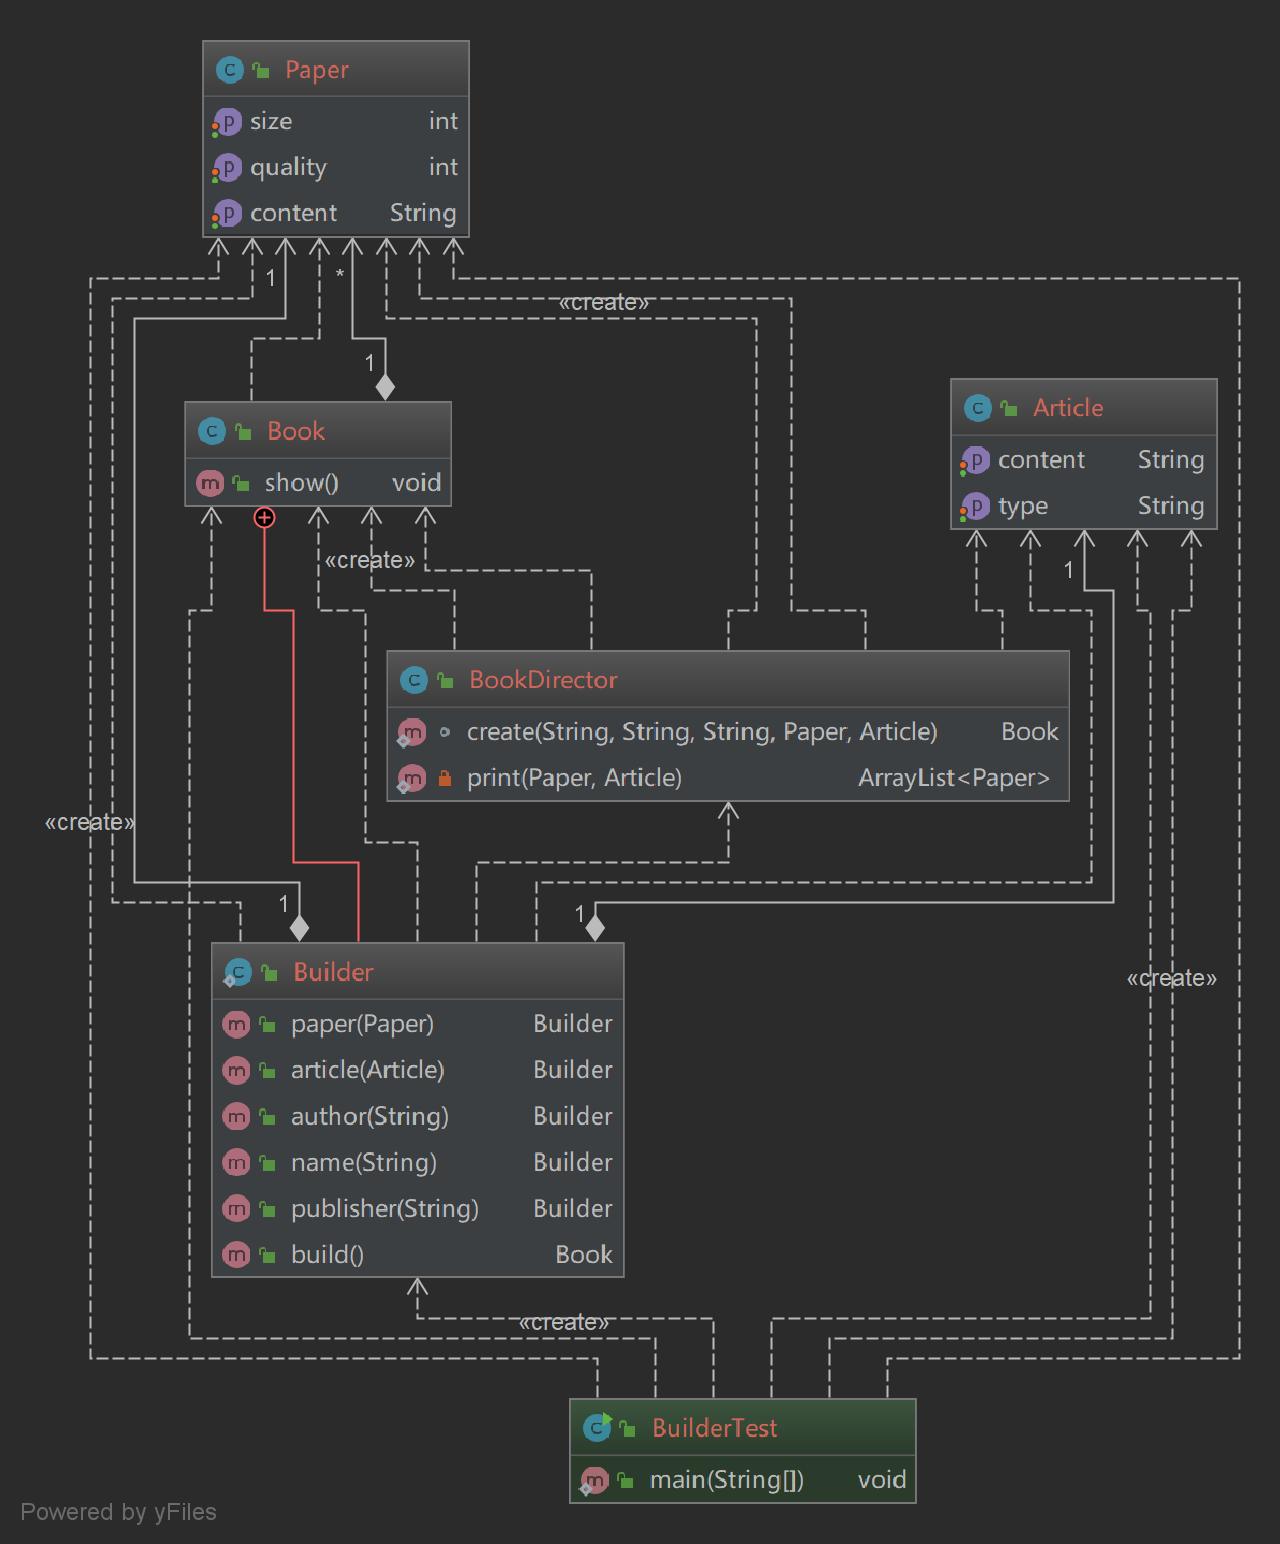 Paper
size int
quality int
content String
1
*
«create»
1
Book
show() void
Article
content String
type String
«create»
1
BookDirector
create(String, String, String, Paper, Article) Book
print(Paper, Article) ArrayList<Paper>
«create»
1
1
Builder
paper(Paper) Builder
article(Article) Builder
author(String) Builder
name(String) Builder
publisher(String) Builder
build() Book
«create»
«create»
BuilderTest
main(String[]) void
Powered by yFiles